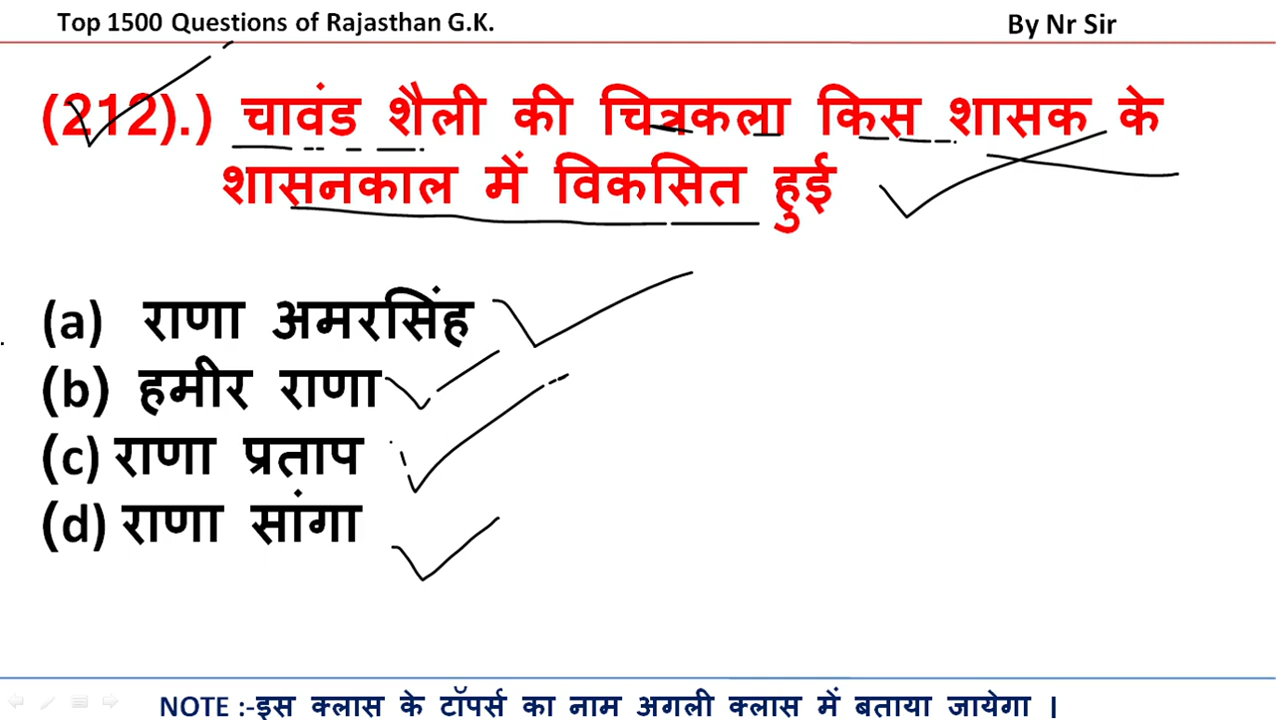 Top 1500 Questions of Rajasthan G.K.
By Nr Sir
(212).) चावंड शैली की चित्रकला किस शासक के
शासनकाल में विकसित हुई
(a) राणा अमरसिंह
(b) हमीर राणा
(c) राणा प्रताप
(d) राणा सांगा
NOTE :-इस क्लास के टॉपर्स का नाम अगली क्लास में बताया जायेगा ।